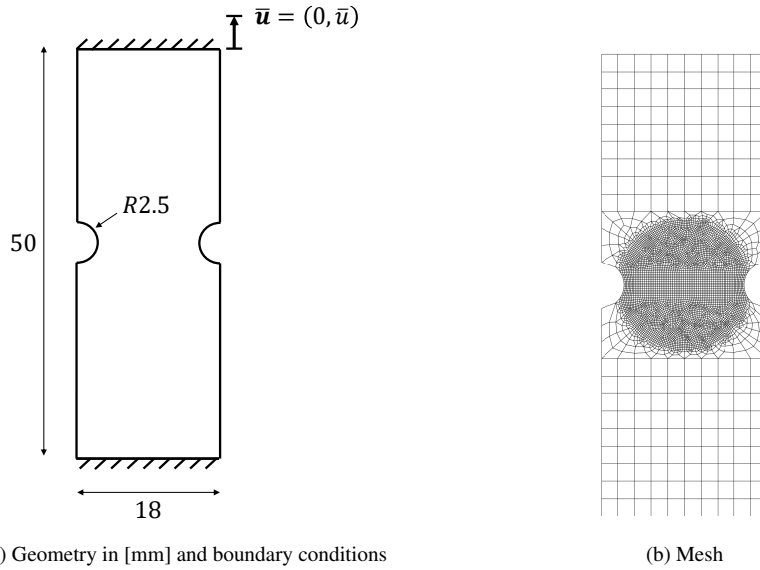 ū = (0, ū)
R2.5
50
18
) Geometry in [mm] and boundary conditions
(b) Mesh